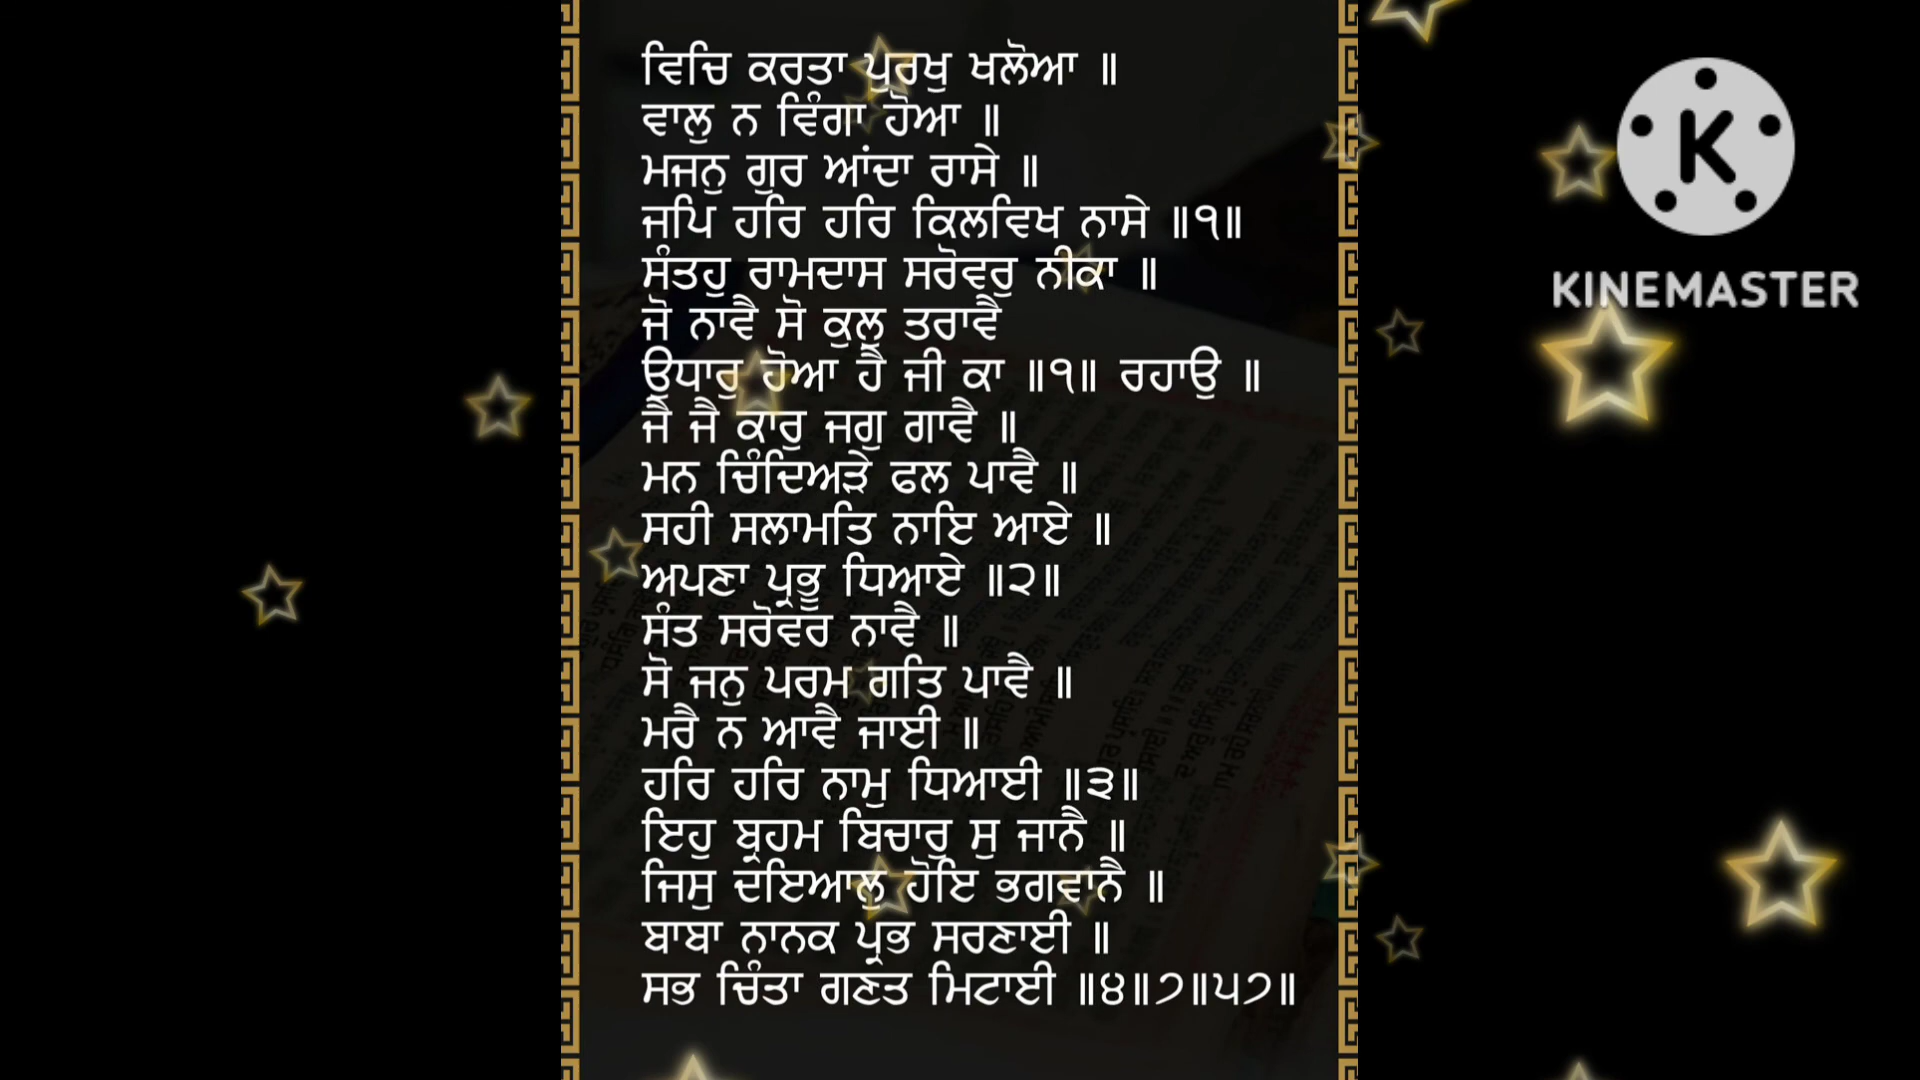 ਵਿਚਿ ਕਰਤਾ ਪੁਰਖੁ ਖਲੋਆ ॥
ਵਾਲੁ ਨ ਵਿੰਗਾ ਹੋਆ ॥
ਮਜਨੁ ਗੁਰ ਆਂਦਾ ਰਾਸੇ ॥
ਜਪਿ ਹਰਿ ਹਰਿ ਕਿਲਵਿਖ ਨਾਸੇ ॥੧॥
ਸੰਤਹੁ ਰਾਮਦਾਸ ਸਰੋਵਰੁ ਨੀਕਾ ॥
ਜੋ ਨਾਵੈ ਸੋ ਕੁਲੁ ਤਰਾਵੈ
ਉਧਾਰੁ ਹੋਆ ਹੈ ਜੀ ਕਾ ॥੧॥ ਰਹਾਉ ॥
ਜੈ ਜੈ ਕਾਰੁ ਜਗੁ ਗਾਵੈ ॥
ਮਨ ਚਿੰਦਿਅੜੇ ਫਲ ਪਾਵੈ ॥
ਸਹੀ ਸਲਾਮਤਿ ਨਾਇ ਆਏ ॥
ਅਪਣਾ ਪ੍ਰਭੂ ਧਿਆਏ ॥੨॥
ਸੰਤ ਸਰੋਵਰ ਨਾਵੈ ॥
ਸੋ ਜਨੁ ਪਰਮ ਗਤਿ ਪਾਵੈ ॥
ਮਰੈ ਨ ਆਵੈ ਜਾਈ ॥
ਹਰਿ ਹਰਿ ਨਾਮੁ ਧਿਆਈ ॥੩॥
ਇਹੁ ਬ੍ਰਹਮ ਬਿਚਾਰੁ ਸੁ ਜਾਨੈ ॥
ਜਿਸੁ ਦਇਆਲੁ ਹੋਇ ਭਗਵਾਨੈ ॥
ਬਾਬਾ ਨਾਨਕ ਪ੍ਰਭ ਸਰਣਾਈ ॥
ਸਭ ਚਿੰਤਾ ਗਣਤ ਮਿਟਾਈ ॥੪॥੭॥੫੭॥
K
KINEMASTER